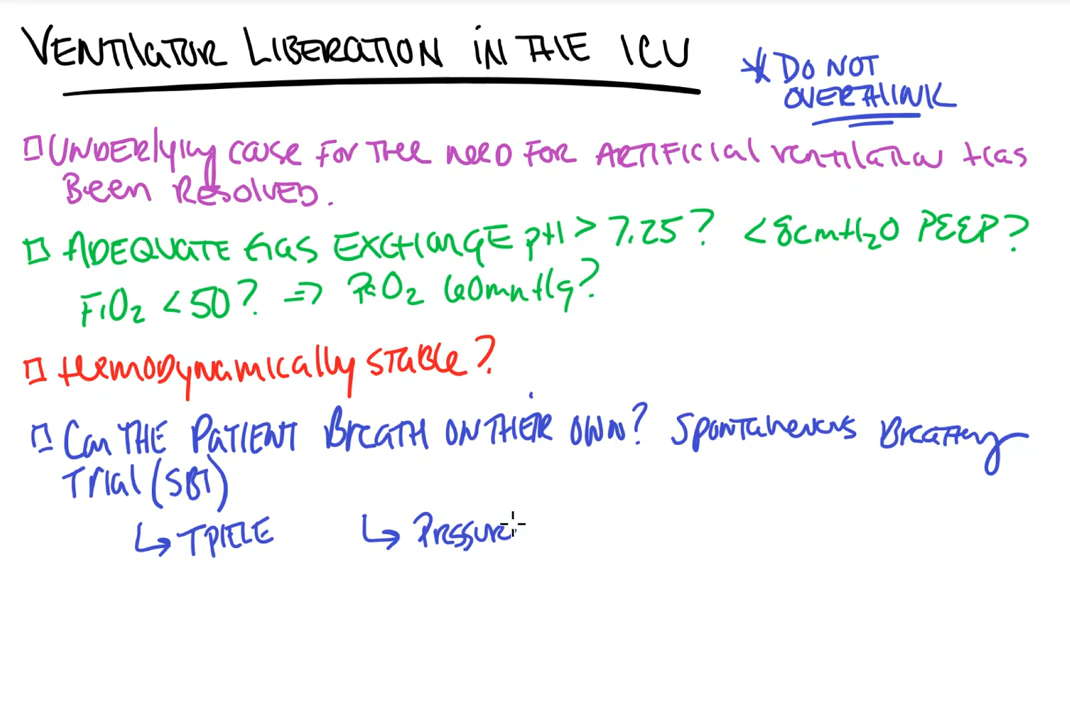 VENTILATOR LIBERATION IN THE ICU
* DO NOT
OVERTHINK
UNDERlying cause FOR THE NEED FOR ARTIFICIAL VENTILATION HAS
BEEN RESOLVED.
ADEQUATE GAS EXCHANGE pH > 7.25? <8cmH2O PEEP?
FiO2 <50? => PaO2 60mmHg?
HEMODYNAMICALLY STABLE?
Can THE PATIENT BREATH ON THEIR OWN? SPONTANEOUS BREATHING
TRIAL (SBT)
↳ TPIECE ↳ PRESSURE